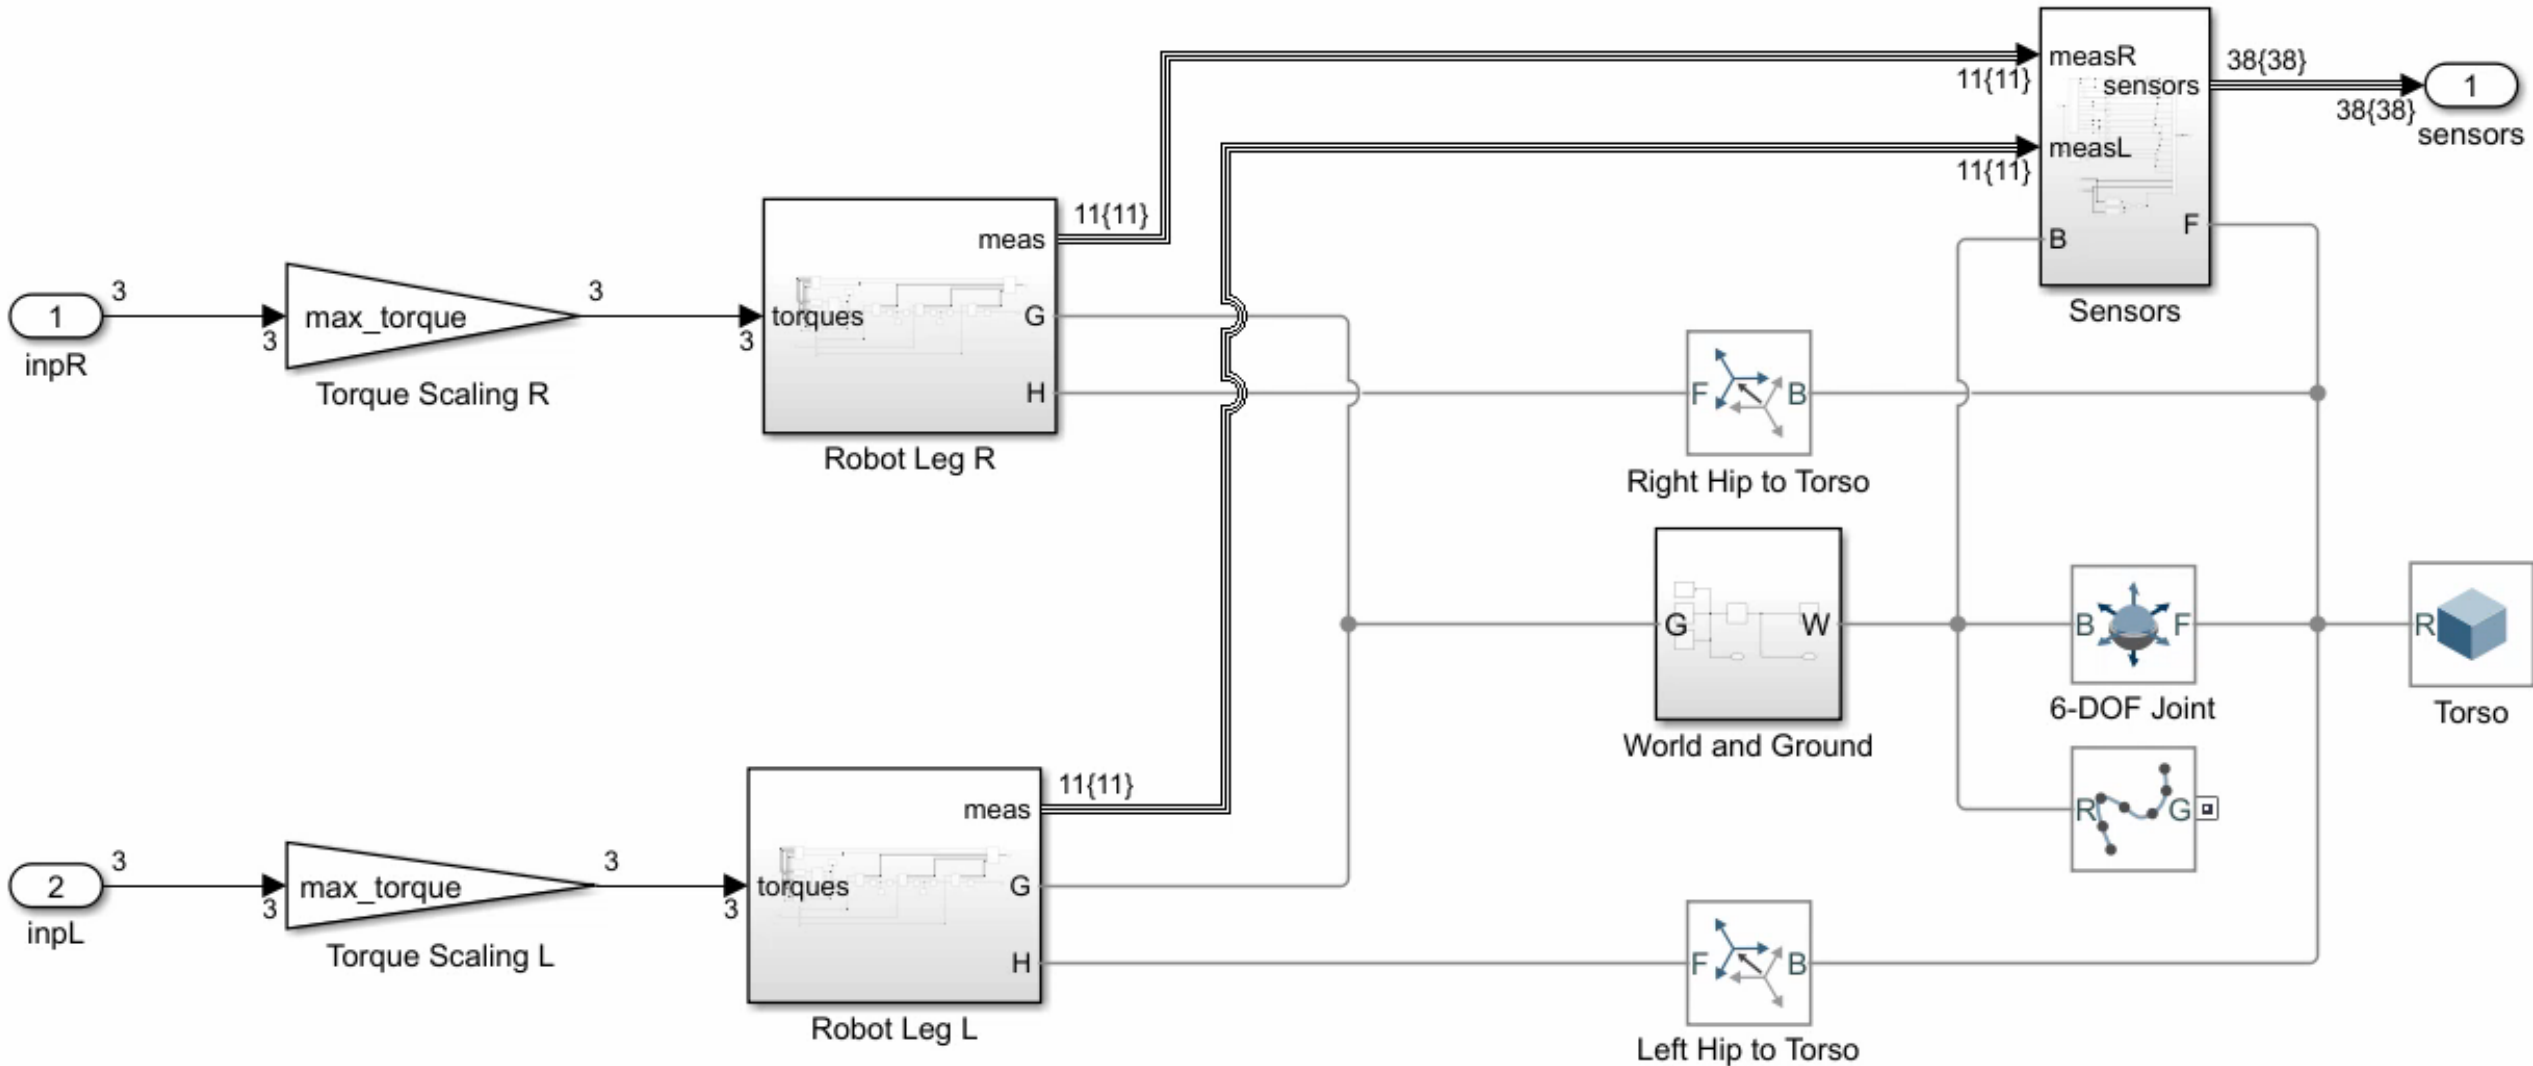 measR
11{11}
sensors
measL
11{11}
B
F
Sensors
38{38}
38{38}
1
sensors
1
inpR
3
3
max_torque
Torque Scaling R
3
3
torques
meas
G
H
Robot Leg R
11{11}
F
B
Right Hip to Torso
G
W
World and Ground
B
F
6-DOF Joint
R
Torso
R
G
2
inpL
3
3
max_torque
Torque Scaling L
3
3
torques
meas
G
H
Robot Leg L
11{11}
F
B
Left Hip to Torso